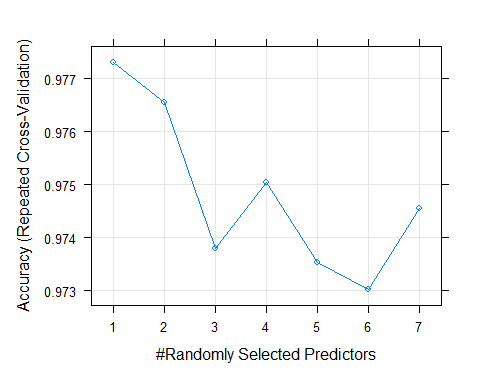 Accuracy (Repeated Cross-Validation)
0.977
0.976
0.975
0.974
0.973
1 2 3 4 5 6 7
#Randomly Selected Predictors